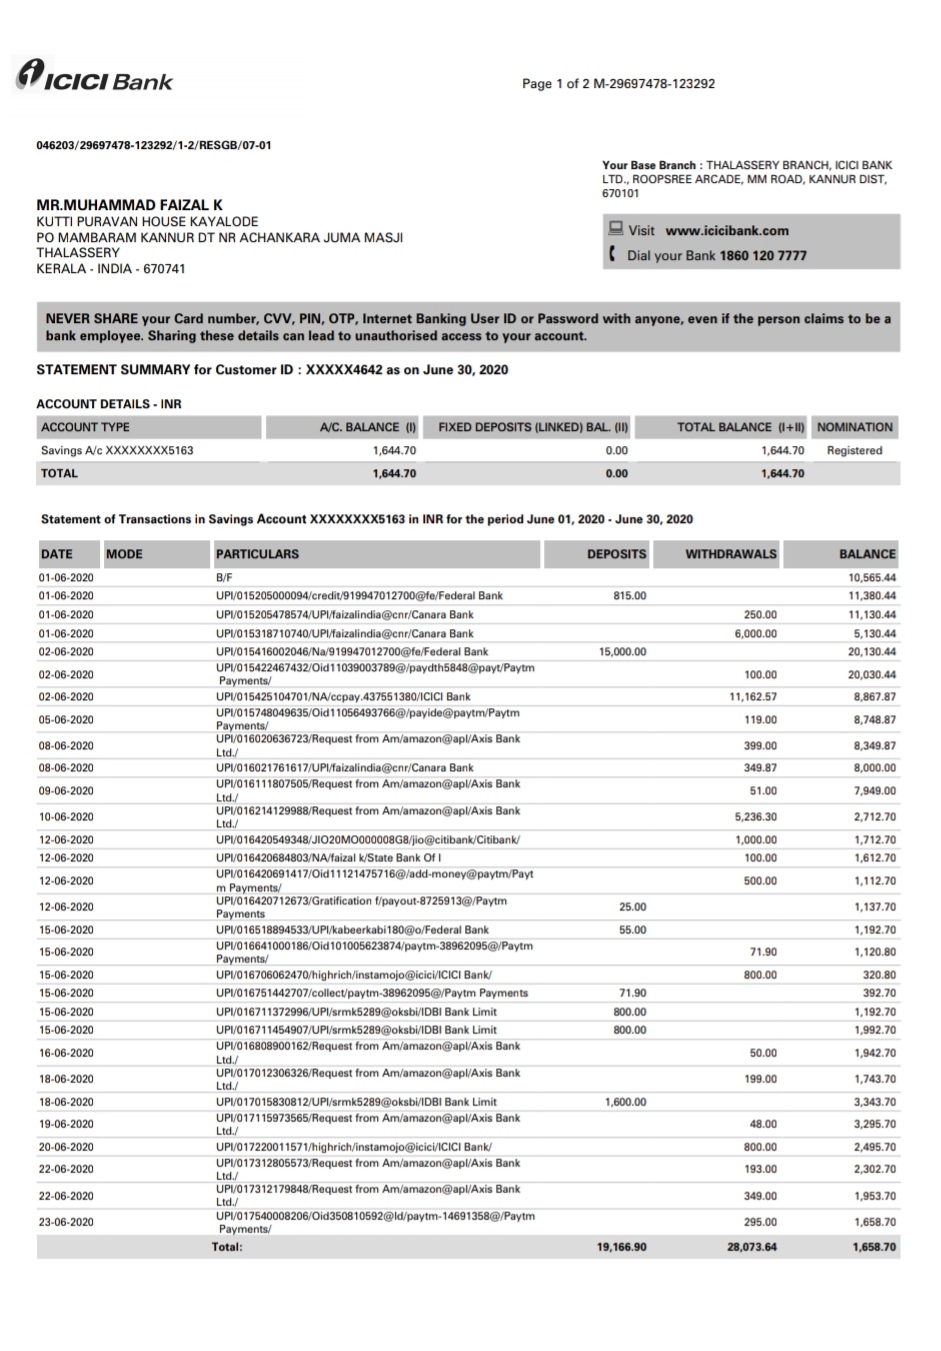 ICICI Bank
Page 1 of 2 M-29697478-123292
046203/29697478-123292/1-2/RESGB/07-01
Your Base Branch : THALASSERY BRANCH, ICICI BANK
LTD., ROOPSREE ARCADE, MM ROAD, KANNUR DIST,
670101
MR.MUHAMMAD FAIZAL K
KUTTI PURAVAN HOUSE KAYALODE
PO MAMBARAM KANNUR DT NR ACHANKARA JUMA MASJI
THALASSERY
KERALA - INDIA - 670741
Visit www.icicibank.com
Dial your Bank 1860 120 7777
NEVER SHARE your Card number, CVV, PIN, OTP, Internet Banking User ID or Password with anyone, even if the person claims to be a
bank employee. Sharing these details can lead to unauthorised access to your account.
STATEMENT SUMMARY for Customer ID : XXXXX4642 as on June 30, 2020
ACCOUNT DETAILS - INR
ACCOUNT TYPE A/C. BALANCE (I) FIXED DEPOSITS (LINKED) BAL. (II) TOTAL BALANCE (I+II) NOMINATION
Savings A/c XXXXXXXX5163 1,644.70 0.00 1,644.70 Registered
TOTAL 1,644.70 0.00 1,644.70
Statement of Transactions in Savings Account XXXXXXXX5163 in INR for the period June 01, 2020 - June 30, 2020
DATE MODE PARTICULARS DEPOSITS WITHDRAWALS BALANCE
01-06-2020 B/F 10,565.44
01-06-2020 UPI/015205000094/credit/919947012700@fe/Federal Bank 815.00 11,380.44
01-06-2020 UPI/015205478574/UPI/faizalindia@cnr/Canara Bank 250.00 11,130.44
01-06-2020 UPI/015318710740/UPI/faizalindia@cnr/Canara Bank 6,000.00 5,130.44
02-06-2020 UPI/015416002046/Na/919947012700@fe/Federal Bank 15,000.00 20,130.44
02-06-2020 UPI/015422467432/Oid11039003789@/paydth5848@payt/Paytm
Payments/ 100.00 20,030.44
02-06-2020 UPI/015425104701/NA/ccpay.437551380/ICICI Bank 11,162.57 8,867.87
05-06-2020 UPI/015748049635/Oid11056493766@/payide@paytm/Paytm
Payments/ 119.00 8,748.87
08-06-2020 UPI/016020636723/Request from Am/amazon@apl/Axis Bank
Ltd./ 399.00 8,349.87
08-06-2020 UPI/016021761617/UPI/faizalindia@cnr/Canara Bank 349.87 8,000.00
09-06-2020 UPI/016111807505/Request from Am/amazon@apl/Axis Bank
Ltd./ 51.00 7,949.00
10-06-2020 UPI/016214129988/Request from Am/amazon@apl/Axis Bank
Ltd./ 5,236.30 2,712.70
12-06-2020 UPI/016420549348/JIO20MO000008G8/jio@citibank/Citibank/ 1,000.00 1,712.70
12-06-2020 UPI/016420684803/NA/faizal k/State Bank Of I 100.00 1,612.70
12-06-2020 UPI/016420691417/Oid11121475716@/add-money@paytm/Payt
m Payments/ 500.00 1,112.70
12-06-2020 UPI/016420712673/Gratification f/payout-8725913@/Paytm
Payments 25.00 1,137.70
15-06-2020 UPI/016518894533/UPI/kabeerkabi180@o/Federal Bank 55.00 1,192.70
15-06-2020 UPI/016641000186/Oid101005623874/paytm-38962095@/Paytm
Payments/ 71.90 1,120.80
15-06-2020 UPI/016706062470/highrich/instamojo@icici/ICICI Bank/ 800.00 320.80
15-06-2020 UPI/016751442707/collect/paytm-38962095@/Paytm Payments 71.90 392.70
15-06-2020 UPI/016711372996/UPI/srmk5289@oksbi/IDBI Bank Limit 800.00 1,192.70
15-06-2020 UPI/016711454907/UPI/srmk5289@oksbi/IDBI Bank Limit 800.00 1,992.70
16-06-2020 UPI/016808900162/Request from Am/amazon@apl/Axis Bank
Ltd./ 50.00 1,942.70
18-06-2020 UPI/017012306326/Request from Am/amazon@apl/Axis Bank
Ltd./ 199.00 1,743.70
18-06-2020 UPI/017015830812/UPI/srmk5289@oksbi/IDBI Bank Limit 1,600.00 3,343.70
19-06-2020 UPI/017115973565/Request from Am/amazon@apl/Axis Bank
Ltd./ 48.00 3,295.70
20-06-2020 UPI/017220011571/highrich/instamojo@icici/ICICI Bank/ 800.00 2,495.70
22-06-2020 UPI/017312805573/Request from Am/amazon@apl/Axis Bank
Ltd./ 193.00 2,302.70
22-06-2020 UPI/017312179848/Request from Am/amazon@apl/Axis Bank
Ltd./ 349.00 1,953.70
23-06-2020 UPI/017540008206/Oid350810592@ld/paytm-14691358@/Paytm
Payments/ 295.00 1,658.70
Total: 19,166.90 28,073.64 1,658.70